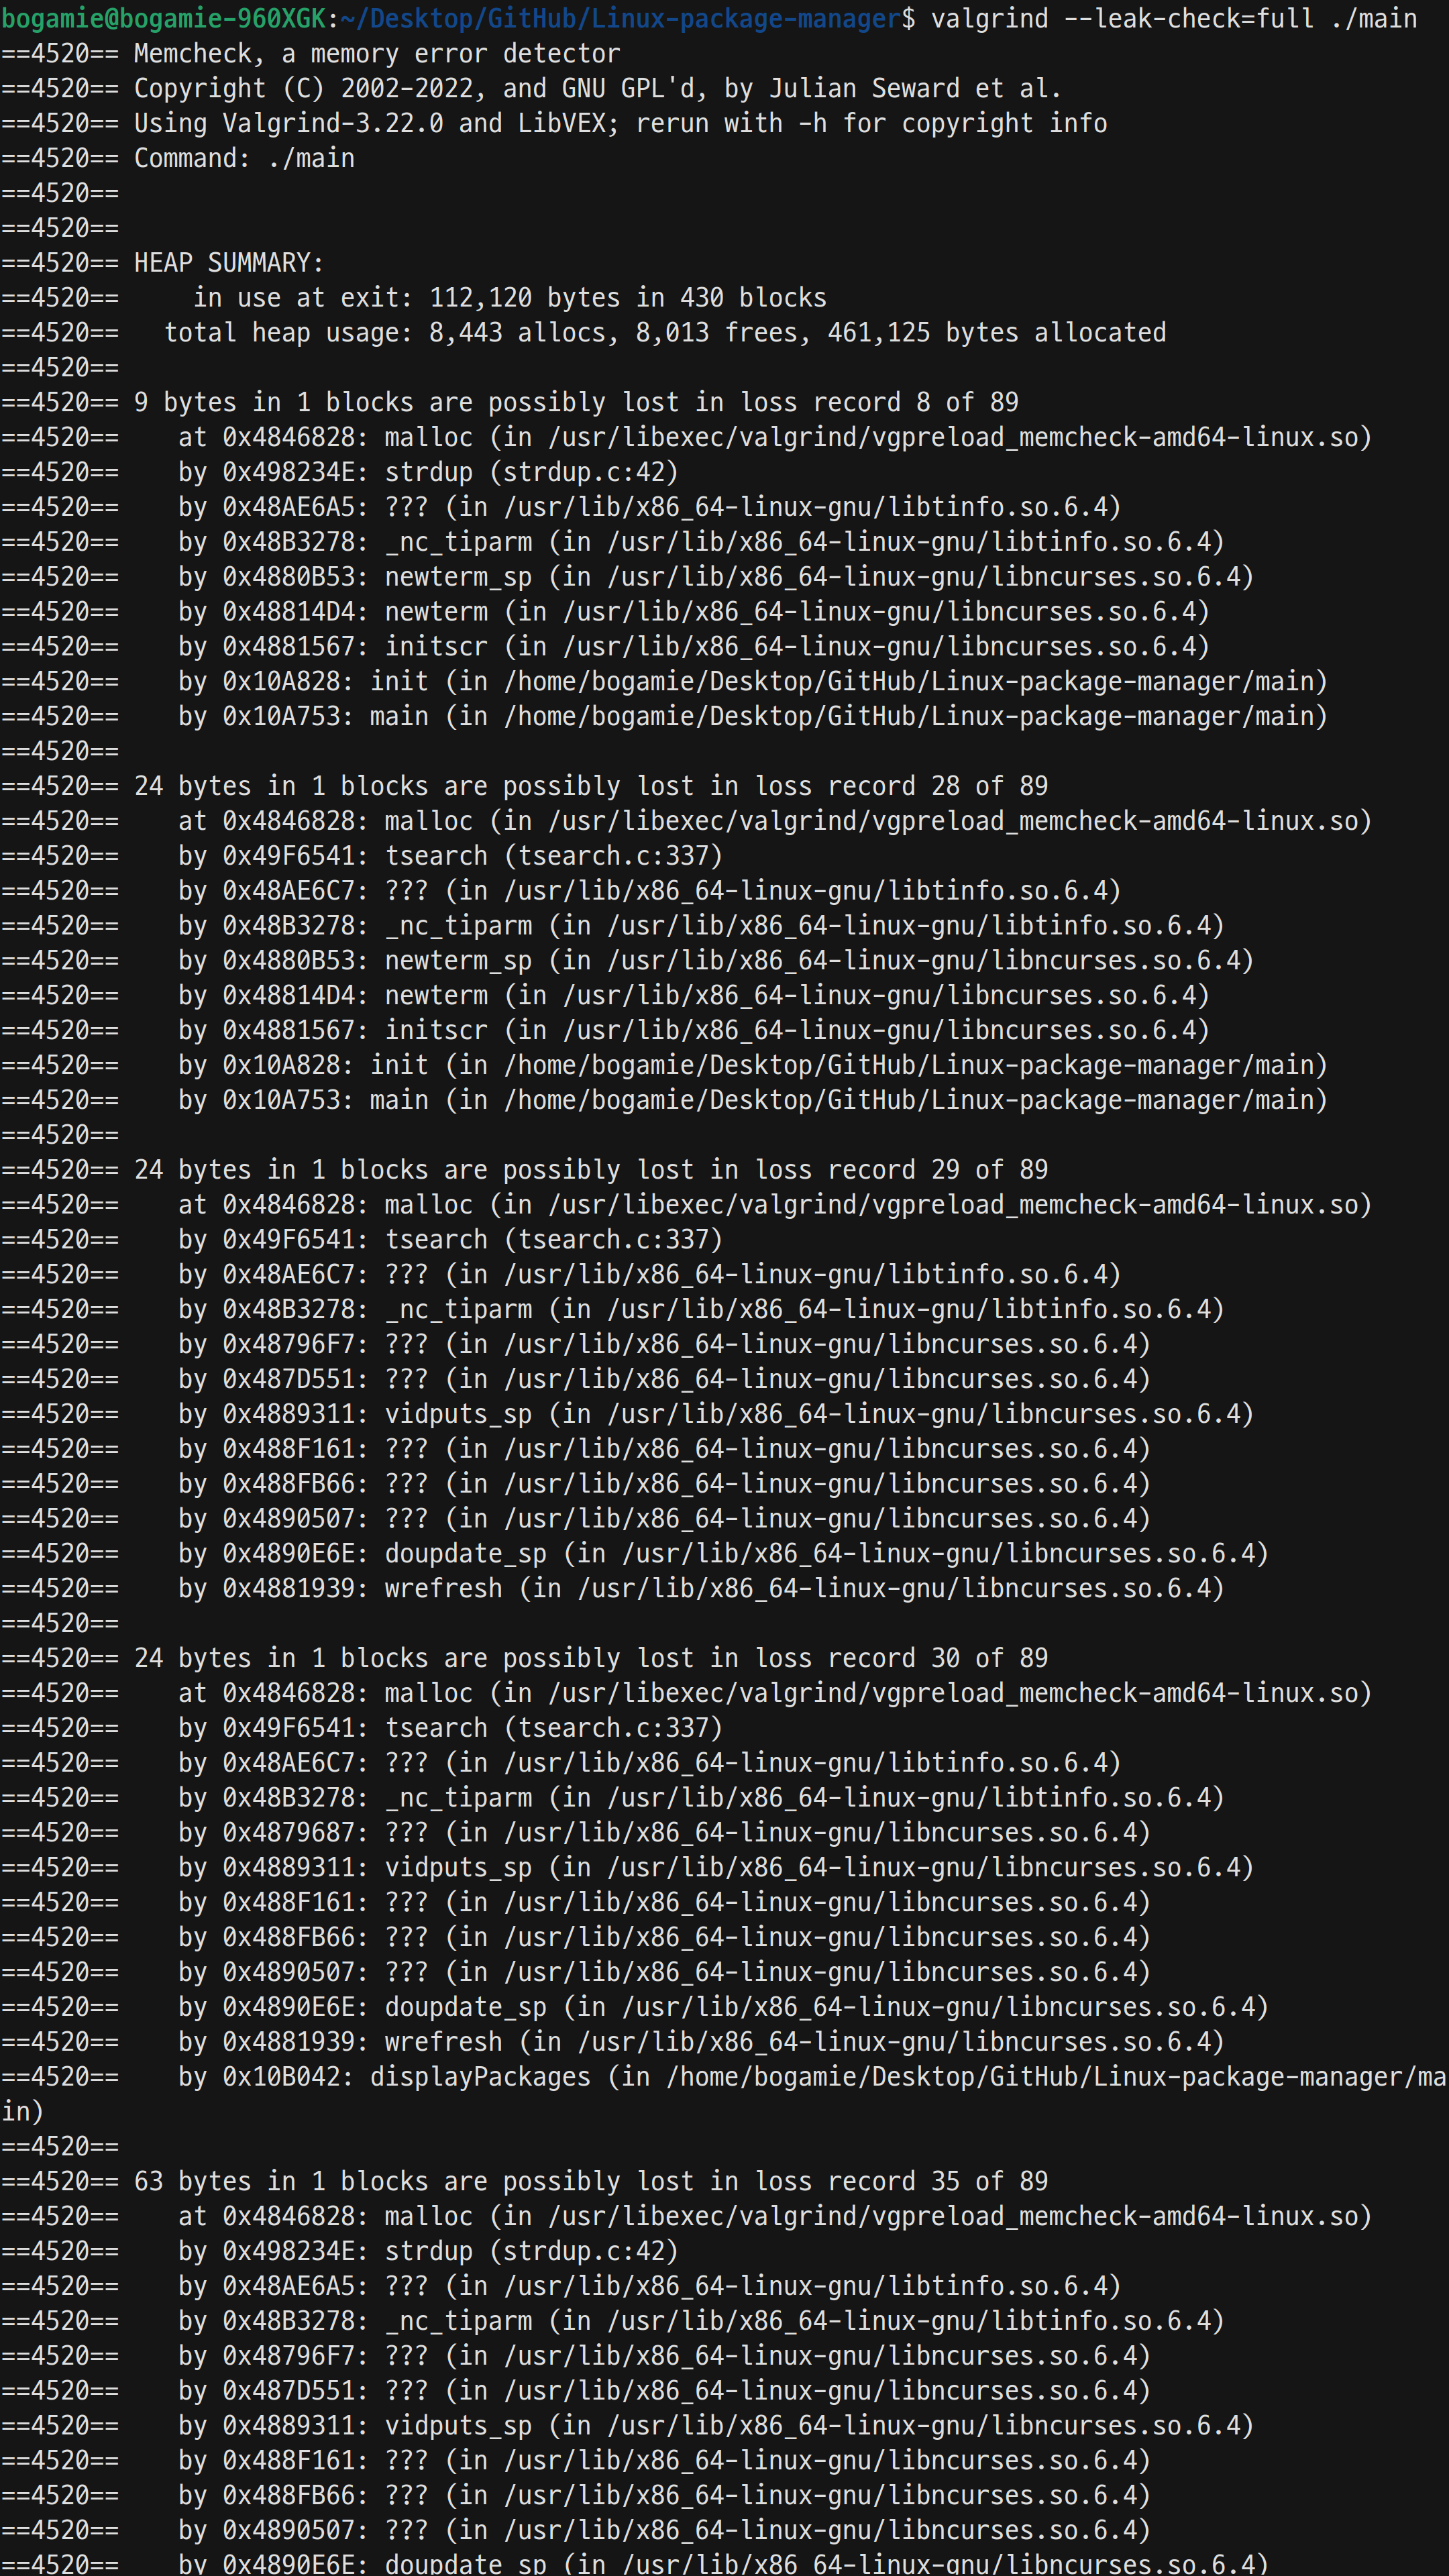 bogamie@bogamie-960XGK:~/Desktop/GitHub/Linux-package-manager$ valgrind --leak-check=full ./main
==4520== Memcheck, a memory error detector
==4520== Copyright (C) 2002-2022, and GNU GPL'd, by Julian Seward et al.
==4520== Using Valgrind-3.22.0 and LibVEX; rerun with -h for copyright info
==4520== Command: ./main
==4520==
==4520==
==4520== HEAP SUMMARY:
==4520==     in use at exit: 112,120 bytes in 430 blocks
==4520==   total heap usage: 8,443 allocs, 8,013 frees, 461,125 bytes allocated
==4520==
==4520== 9 bytes in 1 blocks are possibly lost in loss record 8 of 89
==4520==    at 0x4846828: malloc (in /usr/libexec/valgrind/vgpreload_memcheck-amd64-linux.so)
==4520==    by 0x498234E: strdup (strdup.c:42)
==4520==    by 0x48AE6A5: ??? (in /usr/lib/x86_64-linux-gnu/libtinfo.so.6.4)
==4520==    by 0x48B3278: _nc_tiparm (in /usr/lib/x86_64-linux-gnu/libtinfo.so.6.4)
==4520==    by 0x4880B53: newterm_sp (in /usr/lib/x86_64-linux-gnu/libncurses.so.6.4)
==4520==    by 0x48814D4: newterm (in /usr/lib/x86_64-linux-gnu/libncurses.so.6.4)
==4520==    by 0x4881567: initscr (in /usr/lib/x86_64-linux-gnu/libncurses.so.6.4)
==4520==    by 0x10A828: init (in /home/bogamie/Desktop/GitHub/Linux-package-manager/main)
==4520==    by 0x10A753: main (in /home/bogamie/Desktop/GitHub/Linux-package-manager/main)
==4520==
==4520== 24 bytes in 1 blocks are possibly lost in loss record 28 of 89
==4520==    at 0x4846828: malloc (in /usr/libexec/valgrind/vgpreload_memcheck-amd64-linux.so)
==4520==    by 0x49F6541: tsearch (tsearch.c:337)
==4520==    by 0x48AE6C7: ??? (in /usr/lib/x86_64-linux-gnu/libtinfo.so.6.4)
==4520==    by 0x48B3278: _nc_tiparm (in /usr/lib/x86_64-linux-gnu/libtinfo.so.6.4)
==4520==    by 0x4880B53: newterm_sp (in /usr/lib/x86_64-linux-gnu/libncurses.so.6.4)
==4520==    by 0x48814D4: newterm (in /usr/lib/x86_64-linux-gnu/libncurses.so.6.4)
==4520==    by 0x4881567: initscr (in /usr/lib/x86_64-linux-gnu/libncurses.so.6.4)
==4520==    by 0x10A828: init (in /home/bogamie/Desktop/GitHub/Linux-package-manager/main)
==4520==    by 0x10A753: main (in /home/bogamie/Desktop/GitHub/Linux-package-manager/main)
==4520==
==4520== 24 bytes in 1 blocks are possibly lost in loss record 29 of 89
==4520==    at 0x4846828: malloc (in /usr/libexec/valgrind/vgpreload_memcheck-amd64-linux.so)
==4520==    by 0x49F6541: tsearch (tsearch.c:337)
==4520==    by 0x48AE6C7: ??? (in /usr/lib/x86_64-linux-gnu/libtinfo.so.6.4)
==4520==    by 0x48B3278: _nc_tiparm (in /usr/lib/x86_64-linux-gnu/libtinfo.so.6.4)
==4520==    by 0x48796F7: ??? (in /usr/lib/x86_64-linux-gnu/libncurses.so.6.4)
==4520==    by 0x487D551: ??? (in /usr/lib/x86_64-linux-gnu/libncurses.so.6.4)
==4520==    by 0x4889311: vidputs_sp (in /usr/lib/x86_64-linux-gnu/libncurses.so.6.4)
==4520==    by 0x488F161: ??? (in /usr/lib/x86_64-linux-gnu/libncurses.so.6.4)
==4520==    by 0x488FB66: ??? (in /usr/lib/x86_64-linux-gnu/libncurses.so.6.4)
==4520==    by 0x4890507: ??? (in /usr/lib/x86_64-linux-gnu/libncurses.so.6.4)
==4520==    by 0x4890E6E: doupdate_sp (in /usr/lib/x86_64-linux-gnu/libncurses.so.6.4)
==4520==    by 0x4881939: wrefresh (in /usr/lib/x86_64-linux-gnu/libncurses.so.6.4)
==4520==
==4520== 24 bytes in 1 blocks are possibly lost in loss record 30 of 89
==4520==    at 0x4846828: malloc (in /usr/libexec/valgrind/vgpreload_memcheck-amd64-linux.so)
==4520==    by 0x49F6541: tsearch (tsearch.c:337)
==4520==    by 0x48AE6C7: ??? (in /usr/lib/x86_64-linux-gnu/libtinfo.so.6.4)
==4520==    by 0x48B3278: _nc_tiparm (in /usr/lib/x86_64-linux-gnu/libtinfo.so.6.4)
==4520==    by 0x4879687: ??? (in /usr/lib/x86_64-linux-gnu/libncurses.so.6.4)
==4520==    by 0x4889311: vidputs_sp (in /usr/lib/x86_64-linux-gnu/libncurses.so.6.4)
==4520==    by 0x488F161: ??? (in /usr/lib/x86_64-linux-gnu/libncurses.so.6.4)
==4520==    by 0x488FB66: ??? (in /usr/lib/x86_64-linux-gnu/libncurses.so.6.4)
==4520==    by 0x4890507: ??? (in /usr/lib/x86_64-linux-gnu/libncurses.so.6.4)
==4520==    by 0x4890E6E: doupdate_sp (in /usr/lib/x86_64-linux-gnu/libncurses.so.6.4)
==4520==    by 0x4881939: wrefresh (in /usr/lib/x86_64-linux-gnu/libncurses.so.6.4)
==4520==    by 0x10B042: displayPackages (in /home/bogamie/Desktop/GitHub/Linux-package-manager/ma
in)
==4520==
==4520== 63 bytes in 1 blocks are possibly lost in loss record 35 of 89
==4520==    at 0x4846828: malloc (in /usr/libexec/valgrind/vgpreload_memcheck-amd64-linux.so)
==4520==    by 0x498234E: strdup (strdup.c:42)
==4520==    by 0x48AE6A5: ??? (in /usr/lib/x86_64-linux-gnu/libtinfo.so.6.4)
==4520==    by 0x48B3278: _nc_tiparm (in /usr/lib/x86_64-linux-gnu/libtinfo.so.6.4)
==4520==    by 0x48796F7: ??? (in /usr/lib/x86_64-linux-gnu/libncurses.so.6.4)
==4520==    by 0x487D551: ??? (in /usr/lib/x86_64-linux-gnu/libncurses.so.6.4)
==4520==    by 0x4889311: vidputs_sp (in /usr/lib/x86_64-linux-gnu/libncurses.so.6.4)
==4520==    by 0x488F161: ??? (in /usr/lib/x86_64-linux-gnu/libncurses.so.6.4)
==4520==    by 0x488FB66: ??? (in /usr/lib/x86_64-linux-gnu/libncurses.so.6.4)
==4520==    by 0x4890507: ??? (in /usr/lib/x86_64-linux-gnu/libncurses.so.6.4)
==4520==    by 0x4890E6E: doupdate_sp (in /usr/lib/x86_64-linux-gnu/libncurses.so.6.4)